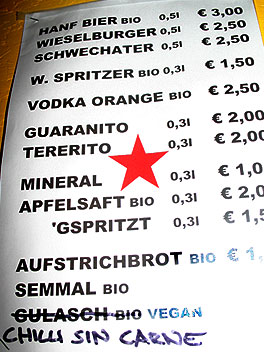 HANF BIER BIO 0,5l € 3,00
WIESELBURGER 0,5l € 2,50
SCHWECHATER 0,5l € 2,50
W. SPRITZER BIO 0,3l € 1,50
VODKA ORANGE BIO € 2,50
GUARANITO 0,3l € 2,00
TERERITO 0,3l € 2,00
MINERAL 0,3l € 1,0
APFELSAFT BIO 0,3l € 2,0
'GSPRITZT 0,3l € 1,5
AUFSTRICHBROT BIO € 1,
SEMMAL BIO
GULASCH BIO VEGAN
CHILLI SIN CARNE